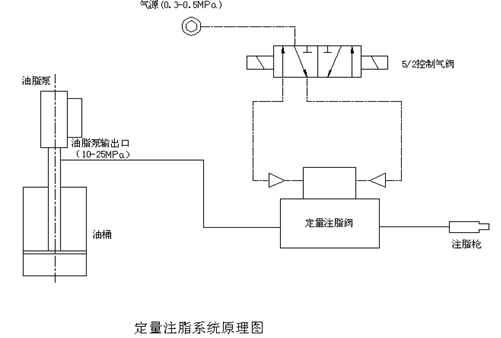 气源(0.3-0.5MPa)
5/2控制气阀
油脂泵
油脂泵输出口
(10-25MPa)
定量注脂阀
油桶
注脂枪
定量注脂系统原理图